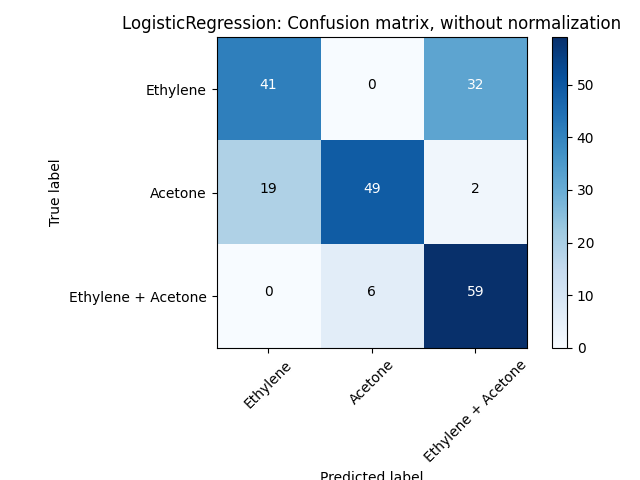 LogisticRegression: Confusion matrix, without normalization
True label
Ethylene
41 0 32
Acetone
19 49 2
Ethylene + Acetone
0 6 59
Ethylene
Acetone
Ethylene + Acetone
Predicted label
50
40
30
20
10
0